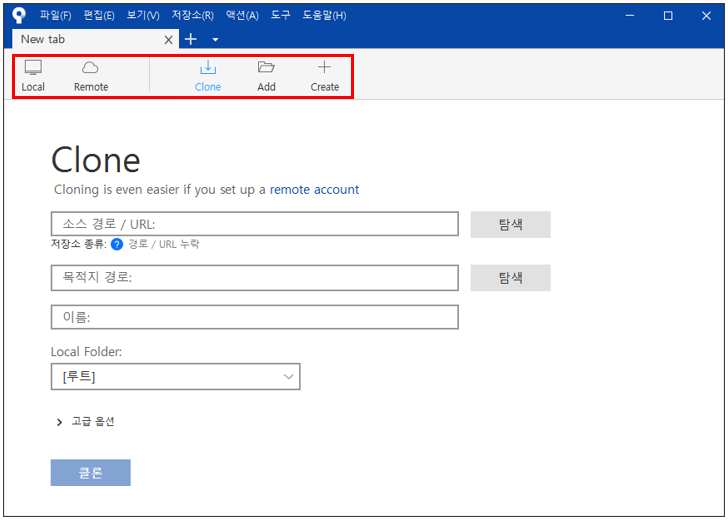 파일(F) 편집(E) 보기(V) 저장소(R) 액션(A) 도구 도움말(H)
New tab
Local Remote Clone Add Create
Clone
Cloning is even easier if you set up a remote account
소스 경로 / URL: 탐색
저장소 종류: ? 경로 / URL 누락
목적지 경로: 탐색
이름:
Local Folder:
[루트]
고급 옵션
클론